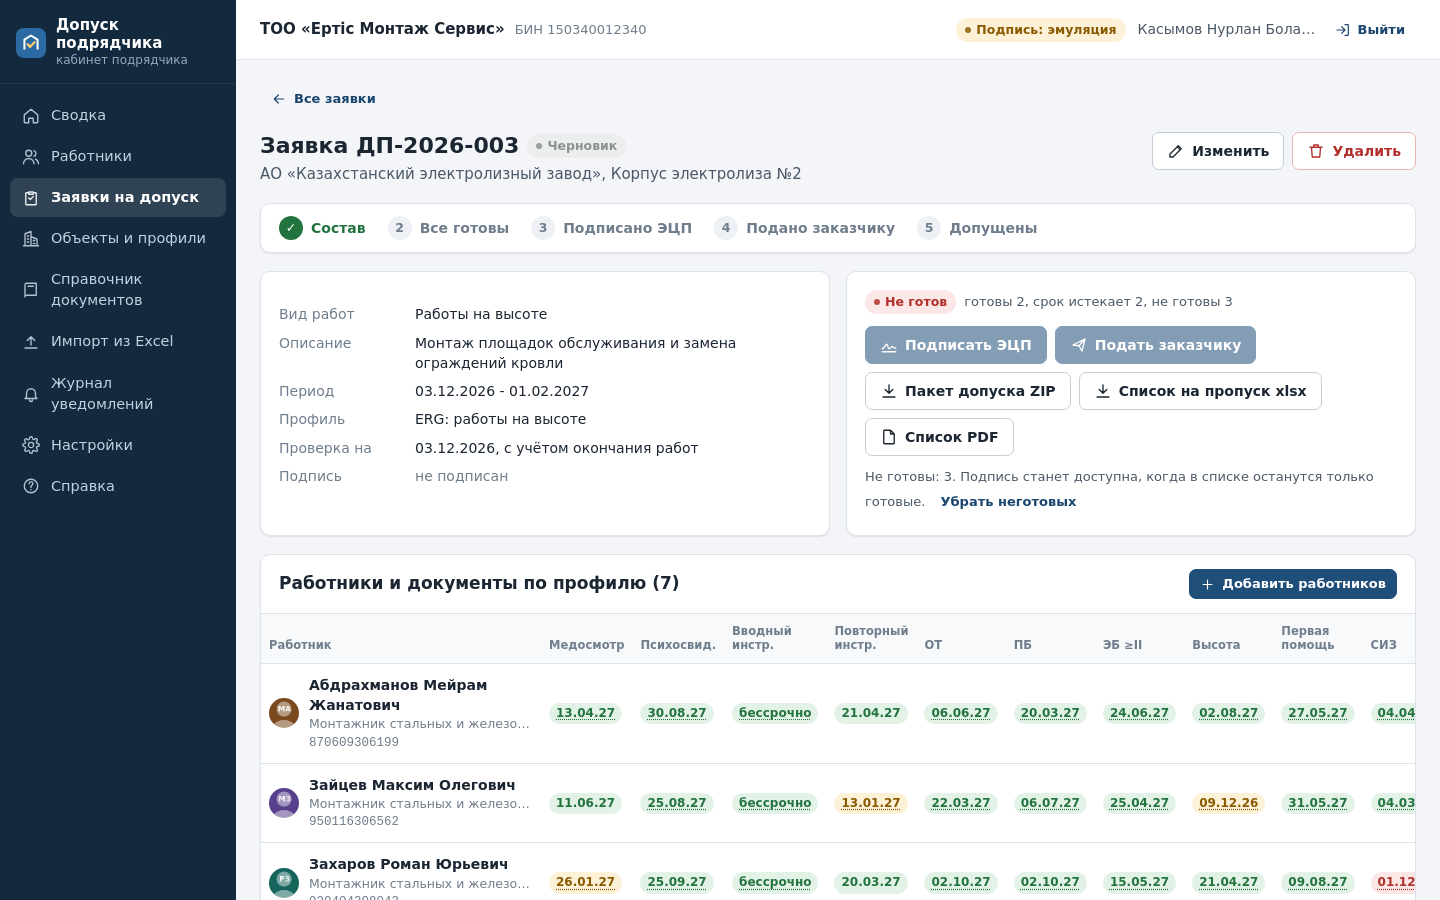 Допуск
подрядчика
кабинет подрядчика
Сводка
Работники
Заявки на допуск
Объекты и профили
Справочник
документов
Импорт из Excel
Журнал
уведомлений
Настройки
Справка
ТОО «Ертіс Монтаж Сервис» БИН 150340012340
Подпись: эмуляция Касымов Нурлан Бола… Выйти
Все заявки
Заявка ДП-2026-003 Черновик
АО «Казахстанский электролизный завод», Корпус электролиза №2
Изменить Удалить
✓ Состав 2 Все готовы 3 Подписано ЭЦП 4 Подано заказчику 5 Допущены
Вид работ Работы на высоте
Описание Монтаж площадок обслуживания и замена
ограждений кровли
Период 03.12.2026 - 01.02.2027
Профиль ERG: работы на высоте
Проверка на 03.12.2026, с учётом окончания работ
Подпись не подписан
Не готов готовы 2, срок истекает 2, не готовы 3
Подписать ЭЦП Подать заказчику
Пакет допуска ZIP Список на пропуск xlsx
Список PDF
Не готовы: 3. Подпись станет доступна, когда в списке останутся только
готовые. Убрать неготовых
Работники и документы по профилю (7) + Добавить работников
Работник Медосмотр Психосвид. Вводный инстр. Повторный инстр. ОТ ПБ ЭБ ≥II Высота Первая помощь СИЗ
Абдрахманов Мейрам
Жанатович
Монтажник стальных и железо…
870609306199
МА 13.04.27 30.08.27 бессрочно 21.04.27 06.06.27 20.03.27 24.06.27 02.08.27 27.05.27 04.04
Зайцев Максим Олегович
Монтажник стальных и железо…
950116306562
МЗ 11.06.27 25.08.27 бессрочно 13.01.27 22.03.27 06.07.27 25.04.27 09.12.26 31.05.27 04.03
Захаров Роман Юрьевич
Монтажник стальных и железо…
РЗ 26.01.27 25.09.27 бессрочно 20.03.27 02.10.27 02.10.27 15.05.27 21.04.27 09.08.27 01.12